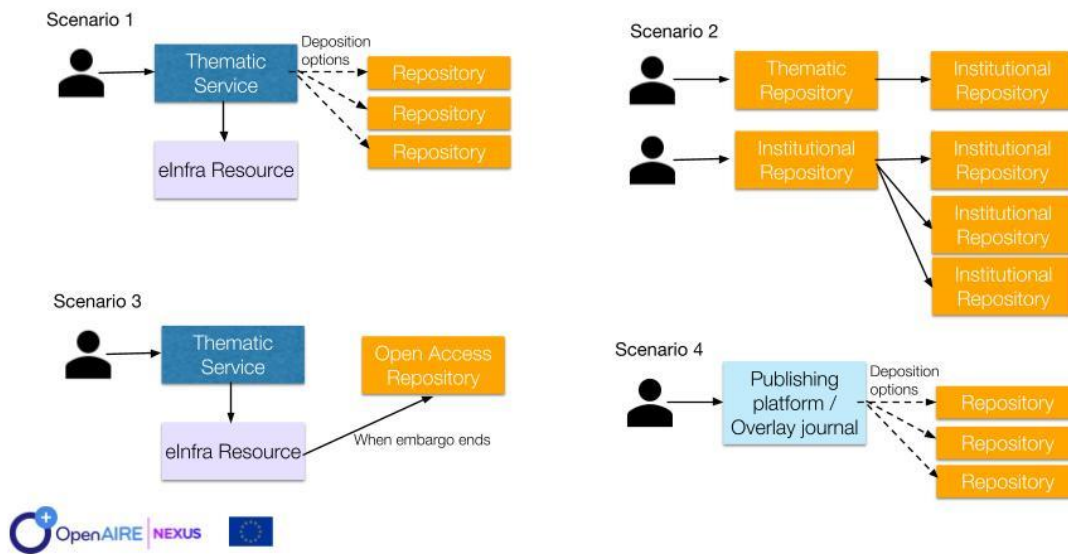 Scenario 1
Thematic
Service
Deposition
options
Repository
Repository
Repository
eInfra Resource
Scenario 2
Thematic
Repository
Institutional
Repository
Institutional
Repository
Institutional
Repository
Institutional
Repository
Institutional
Repository
Scenario 3
Thematic
Service
Open Access
Repository
eInfra Resource
When embargo ends
Scenario 4
Publishing
platform /
Overlay journal
Deposition
options
Repository
Repository
Repository
OpenAIRE NEXUS